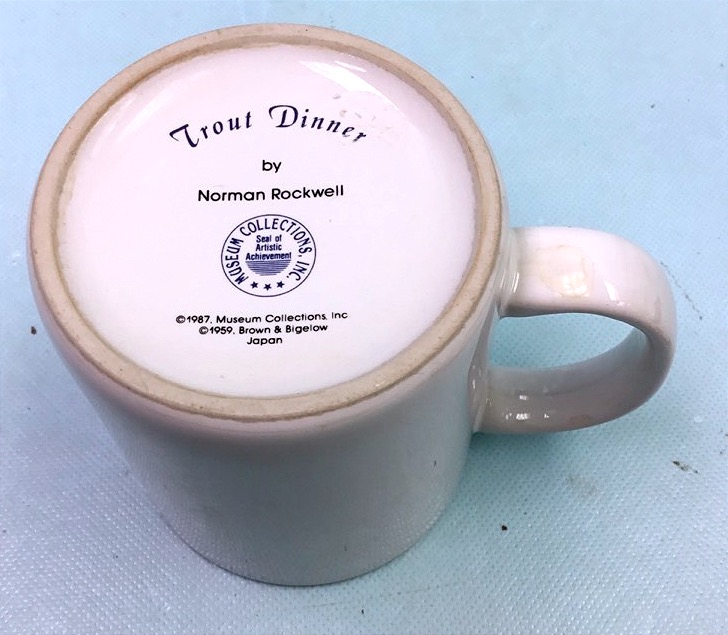 Trout Dinner
by
Norman Rockwell
MUSEUM COLLECTIONS, INC.
Seal of
Artistic
Achievement
©1987, Museum Collections, Inc
©1959, Brown & Bigelow
Japan